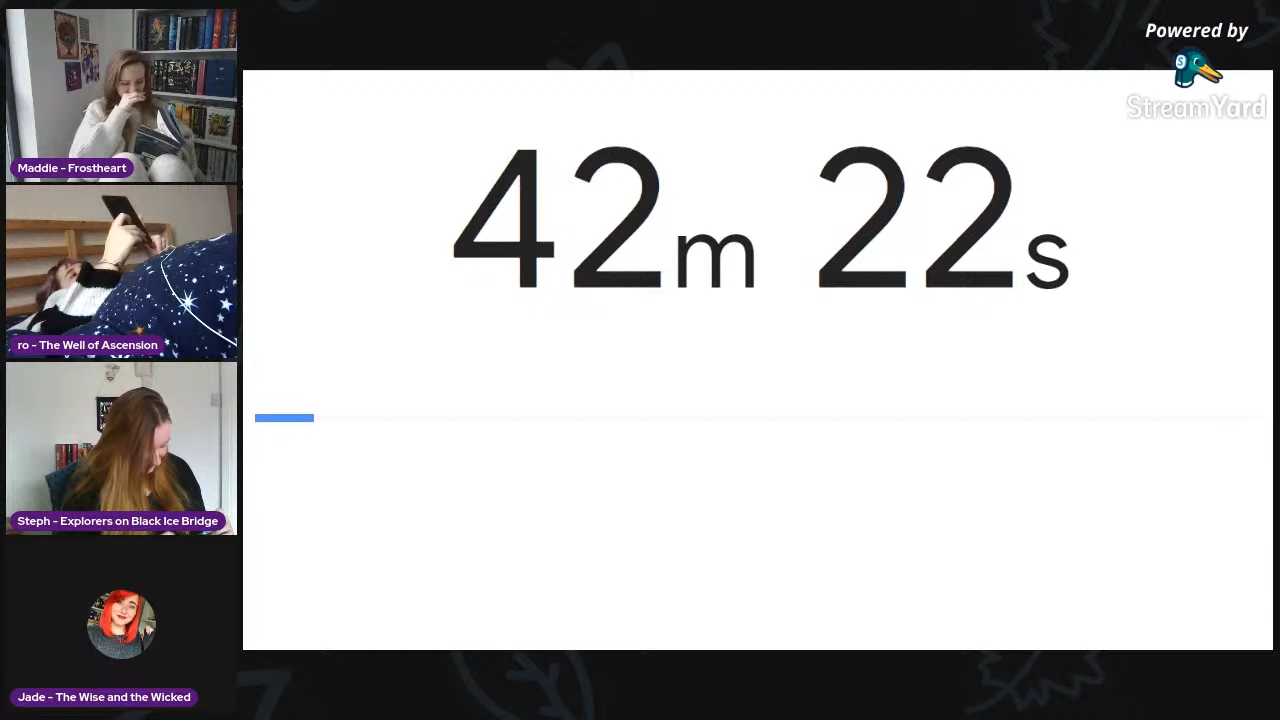 Powered by
StreamYard
42m 22s
Maddie - Frostheart
ro - The Well of Ascension
Steph - Explorers on Black Ice Bridge
Jade - The Wise and the Wicked